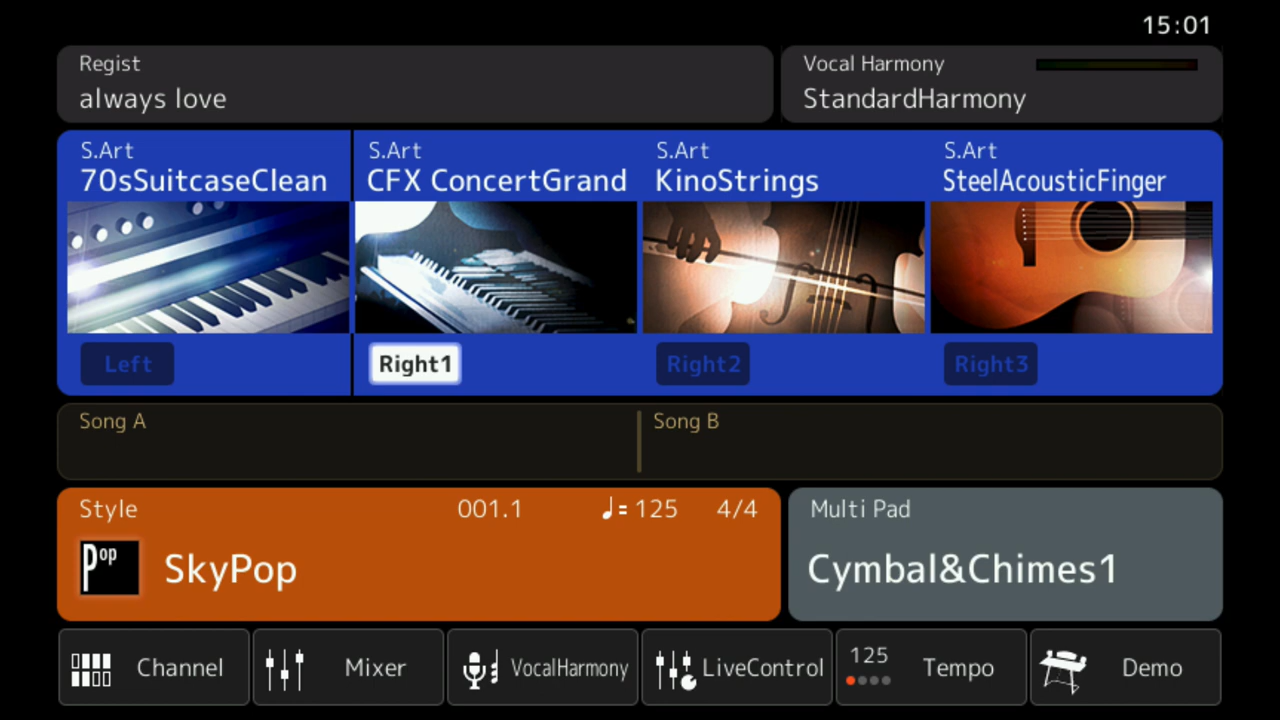 15:01
Regist
always love
Vocal Harmony
StandardHarmony
S.Art
70sSuitcaseClean
S.Art
CFX ConcertGrand
S.Art
KinoStrings
S.Art
SteelAcousticFinger
Left
Right1
Right2
Right3
Song A
Song B
Style
001.1
♩= 125
4/4
Pop
SkyPop
Multi Pad
Cymbal&Chimes1
Channel
Mixer
VocalHarmony
LiveControl
125
Tempo
Demo